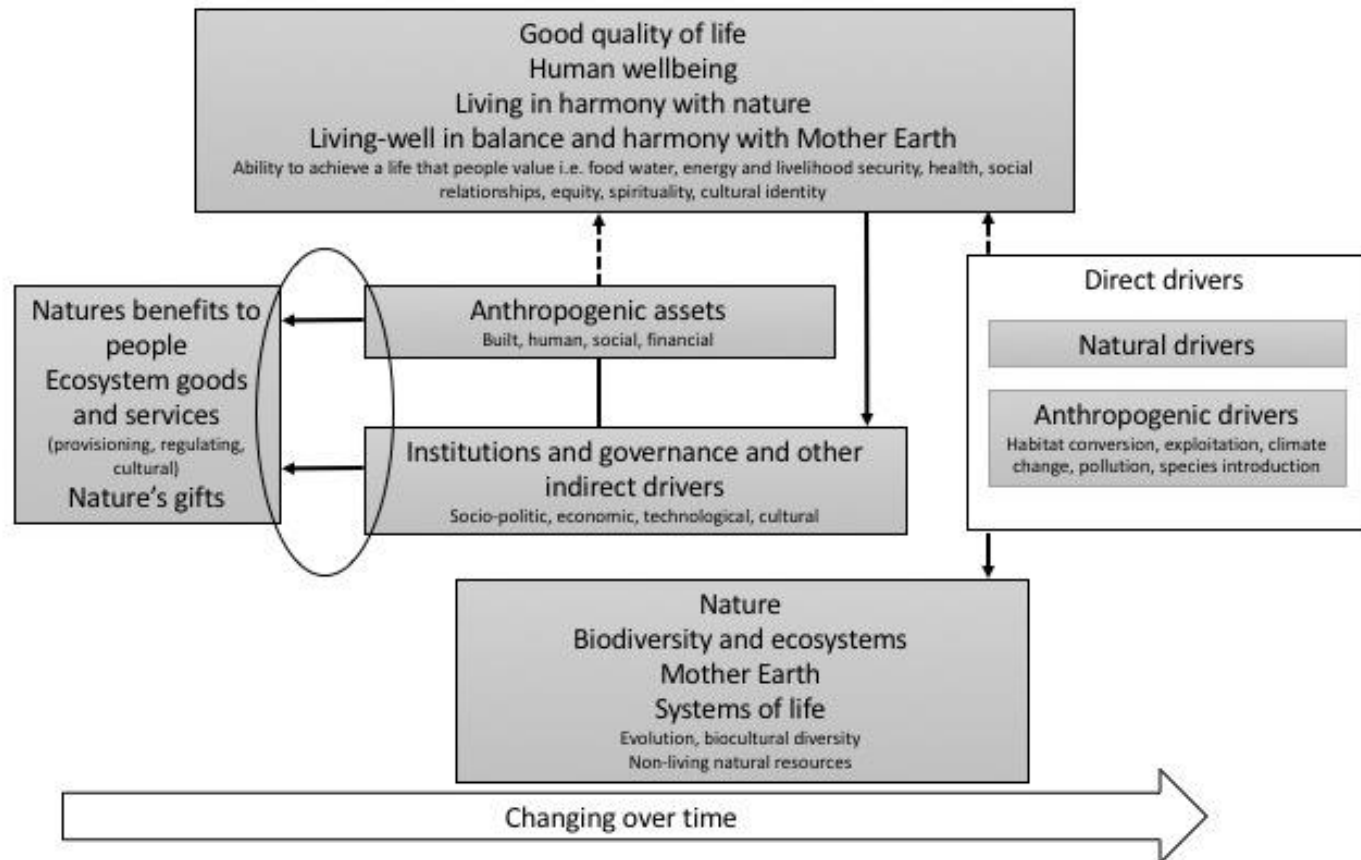 Good quality of life
Human wellbeing
Living in harmony with nature
Living-well in balance and harmony with Mother Earth
Ability to achieve a life that people value i.e. food water, energy and livelihood security, health, social
relationships, equity, spirituality, cultural identity
Natures benefits to
people
Ecosystem goods
and services
(provisioning, regulating,
cultural)
Nature's gifts
Anthropogenic assets
Built, human, social, financial
Institutions and governance and other
indirect drivers
Socio-politic, economic, technological, cultural
Direct drivers
Natural drivers
Anthropogenic drivers
Habitat conversion, exploitation, climate
change, pollution, species introduction
Nature
Biodiversity and ecosystems
Mother Earth
Systems of life
Evolution, biocultural diversity
Non-living natural resources
Changing over time